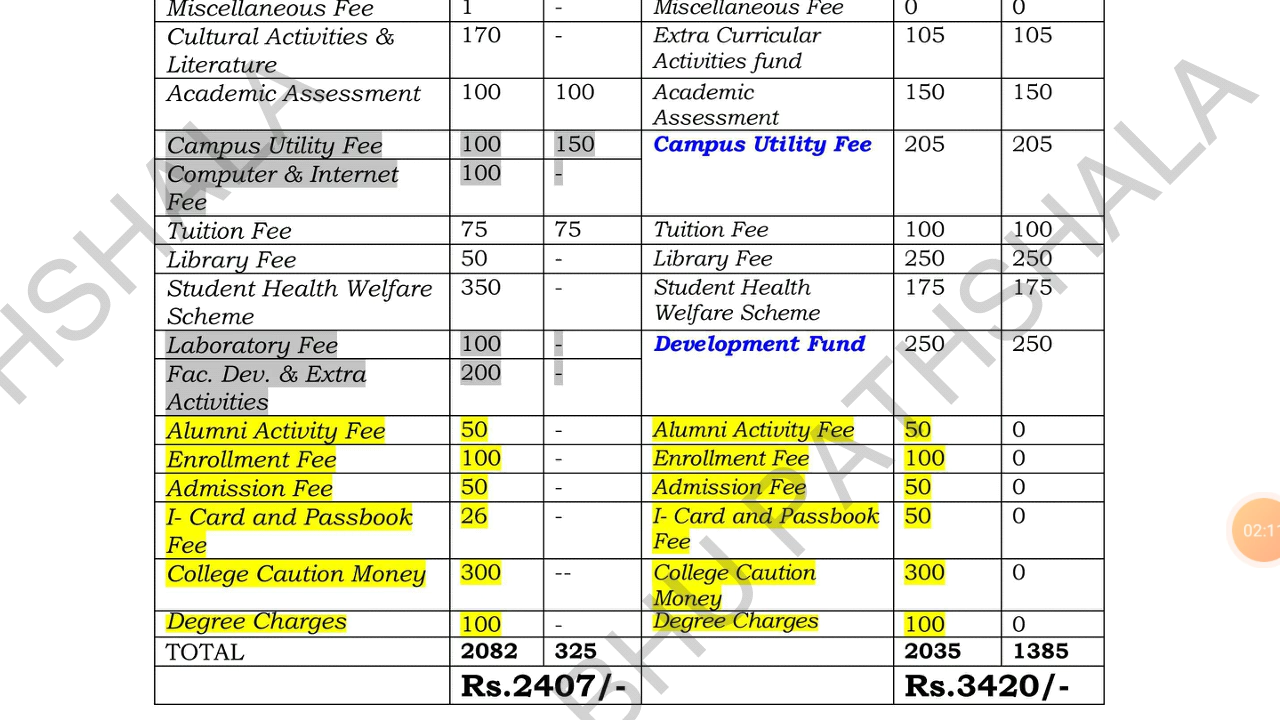 Miscellaneous Fee 1 - Miscellaneous Fee 0 0
Cultural Activities & 170 - Extra Curricular 105 105
Literature Activities fund
Academic Assessment 100 100 Academic 150 150
Assessment
Campus Utility Fee 100 150 Campus Utility Fee 205 205
Computer & Internet 100 -
Fee
Tuition Fee 75 75 Tuition Fee 100 100
Library Fee 50 - Library Fee 250 250
Student Health Welfare 350 - Student Health 175 175
Scheme Welfare Scheme
Laboratory Fee 100 - Development Fund 250 250
Fac. Dev. & Extra 200 -
Activities
Alumni Activity Fee 50 - Alumni Activity Fee 50 0
Enrollment Fee 100 - Enrollment Fee 100 0
Admission Fee 50 - Admission Fee 50 0
I- Card and Passbook 26 - I- Card and Passbook 50 0
Fee Fee
College Caution Money 300 -- College Caution 300 0
Money
Degree Charges 100 - Degree Charges 100 0
TOTAL 2082 325 2035 1385
Rs.2407/- Rs.3420/-
HSHALA
BHU PATHSHALA
02:1